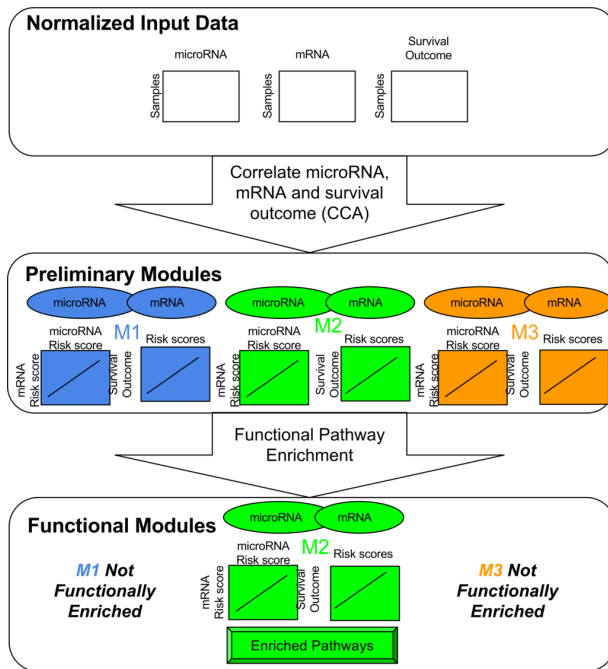 Normalized Input Data
microRNA
mRNA
Survival
Outcome
Samples
Samples
Samples
Correlate microRNA,
mRNA and survival
outcome (CCA)
Preliminary Modules
microRNA
mRNA
microRNA
mRNA
microRNA
mRNA
M1
M2
M3
microRNA
Risk score
Risk scores
mRNA
Risk score
Survival
Outcome
microRNA
Risk score
Risk scores
mRNA
Risk score
Survival
Outcome
microRNA
Risk score
Risk scores
mRNA
Risk score
Survival
Outcome
Functional Pathway
Enrichment
Functional Modules
microRNA
mRNA
M2
M1 Not
Functionally
Enriched
microRNA
Risk score
Risk scores
mRNA
Risk score
Survival
Outcome
M3 Not
Functionally
Enriched
Enriched Pathways